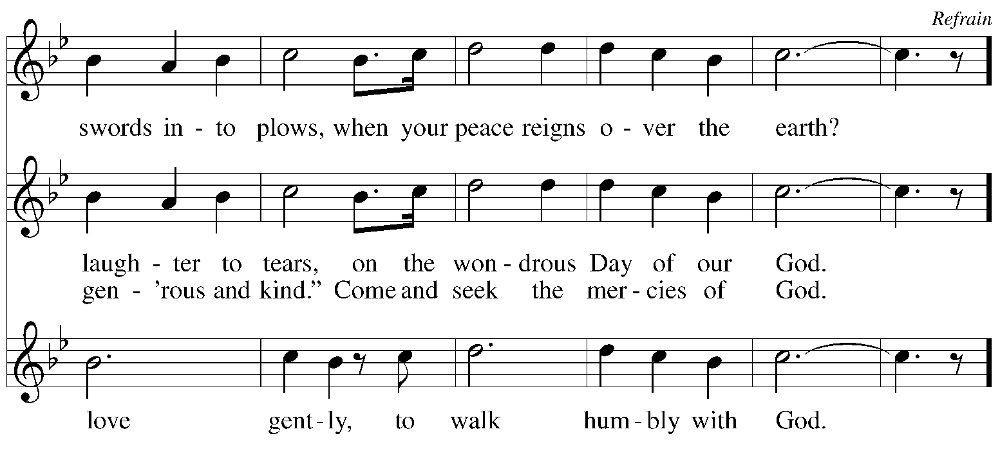 Refrain
swords in - to plows, when your peace reigns o - ver the earth?
laugh - ter to tears, on the won - drous Day of our God.
gen - 'rous and kind.” Come and seek the mer - cies of God.
love gent - ly, to walk hum - bly with God.